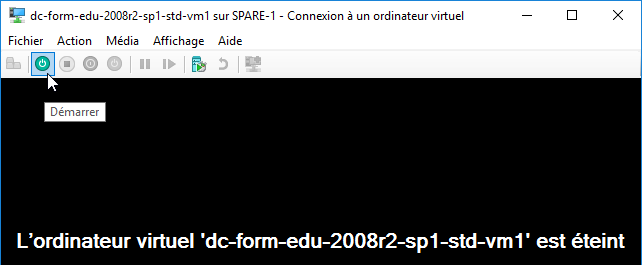 dc-form-edu-2008r2-sp1-std-vm1 sur SPARE-1 - Connexion à un ordinateur virtuel
Fichier Action Média Affichage Aide
Démarrer
L'ordinateur virtuel 'dc-form-edu-2008r2-sp1-std-vm1' est éteint